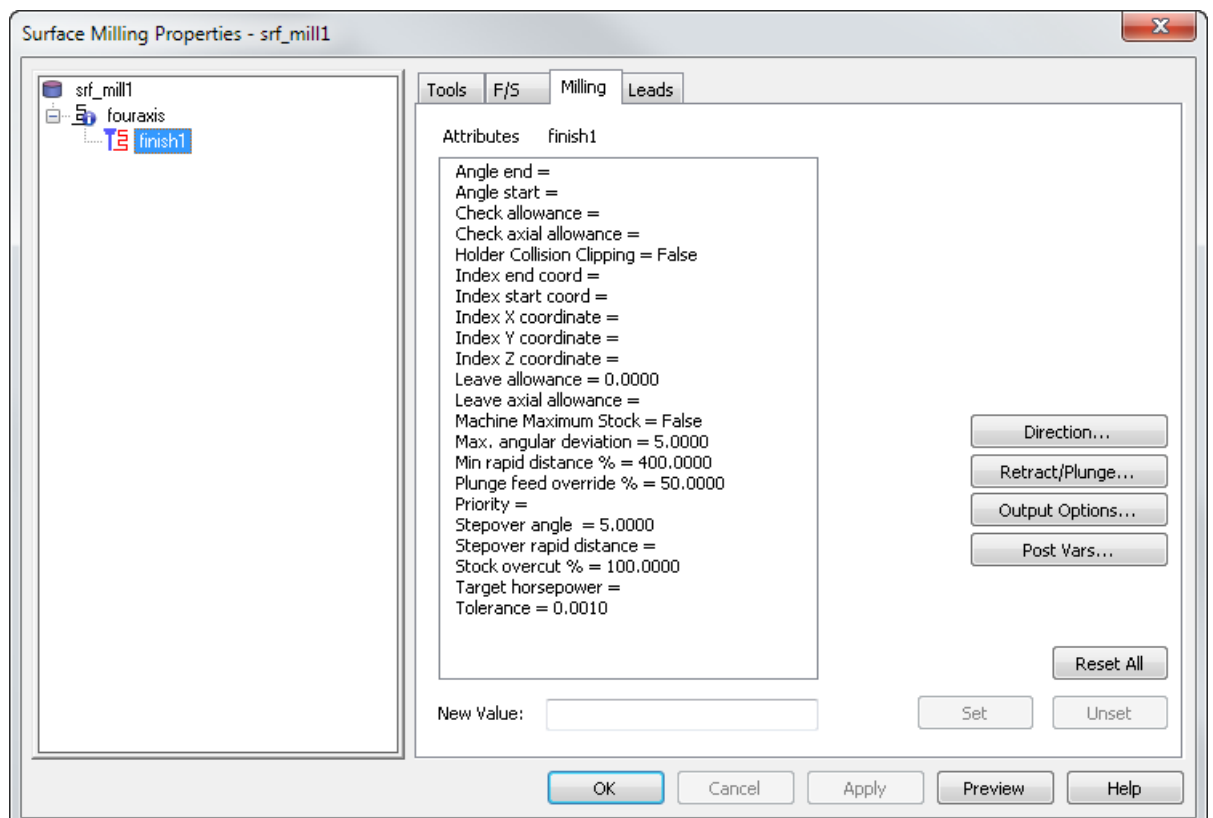 Surface Milling Properties - srf_mill1
srf_mill1
fouraxis
finish1
Tools F/S Milling Leads
Attributes finish1
Angle end =
Angle start =
Check allowance =
Check axial allowance =
Holder Collision Clipping = False
Index end coord =
Index start coord =
Index X coordinate =
Index Y coordinate =
Index Z coordinate =
Leave allowance = 0.0000
Leave axial allowance =
Machine Maximum Stock = False
Max. angular deviation = 5.0000
Min rapid distance % = 400.0000
Plunge feed override % = 50.0000
Priority =
Stepover angle  = 5.0000
Stepover rapid distance =
Stock overcut % = 100.0000
Target horsepower =
Tolerance = 0.0010
Direction...
Retract/Plunge...
Output Options...
Post Vars...
Reset All
New Value: Set Unset
OK Cancel Apply Preview Help